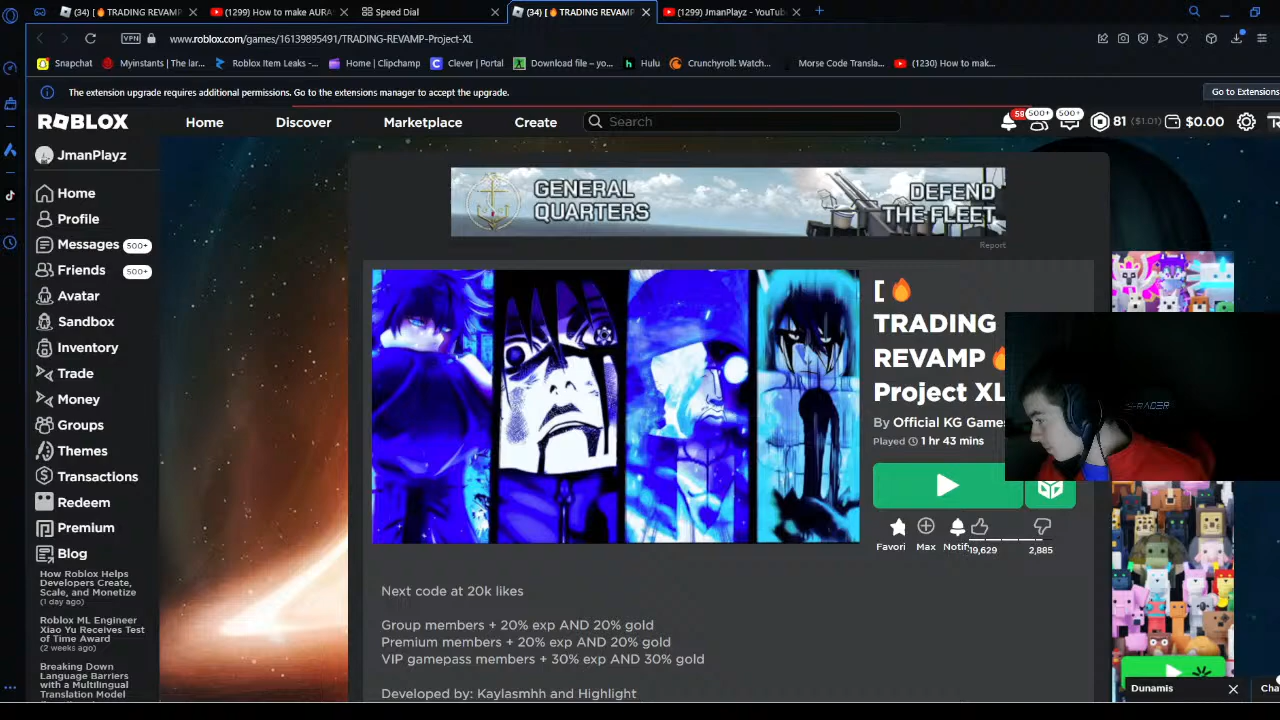 (34) [🔥 TRADING REVAMP
(1299) How to make AURA
Speed Dial
(34) [🔥 TRADING REVAMP
(1299) JmanPlayz - YouTub
VPN
www.roblox.com/games/16139895491/TRADING-REVAMP-Project-XL
Snapchat
Myinstants | The lar...
Roblox Item Leaks -...
Home | Clipchamp
Clever | Portal
Download file – yo...
Hulu
Crunchyroll: Watch...
Morse Code Transla...
(1230) How to mak...
The extension upgrade requires additional permissions. Go to the extensions manager to accept the upgrade.
Go to Extensions
ROBLOX
Home
Discover
Marketplace
Create
Search
500+
500+
81 ($1.01)
$0.00
JmanPlayz
Home
Profile
Messages 500+
Friends 500+
Avatar
Sandbox
Inventory
Trade
Money
Groups
Themes
Transactions
Redeem
Premium
Blog
How Roblox Helps
Developers Create,
Scale, and Monetize
(1 day ago)
Roblox ML Engineer
Xiao Yu Receives Test
of Time Award
(2 weeks ago)
Breaking Down
Language Barriers
with a Multilingual
Translation Model
GENERAL
QUARTERS
DEFEND
THE FLEET
Report
[🔥
TRADING
REVAMP 🔥
Project XL
By Official KG Games
Played 1 hr 43 mins
Favori
Max
Notif
19,629
2,885
Next code at 20k likes
Group members + 20% exp AND 20% gold
Premium members + 20% exp AND 20% gold
VIP gamepass members + 30% exp AND 30% gold
Developed by: Kaylasmhh and Highlight
Dunamis
Cha